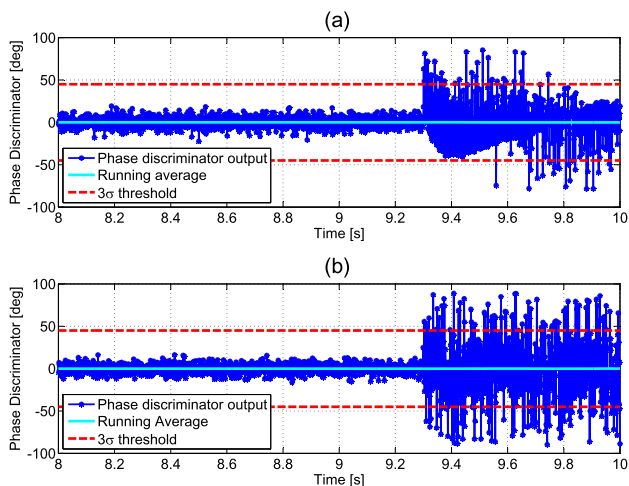 (a)
Phase Discriminator [deg]
100
50
0
-50
-100
Phase discriminator output
Running average
3σ threshold
8 8.2 8.4 8.6 8.8 9 9.2 9.4 9.6 9.8 10
Time [s]
(b)
Phase Discriminator [deg]
100
50
0
-50
-100
Phase discriminator output
Running Average
3σ threshold
8 8.2 8.4 8.6 8.8 9 9.2 9.4 9.6 9.8 10
Time [s]